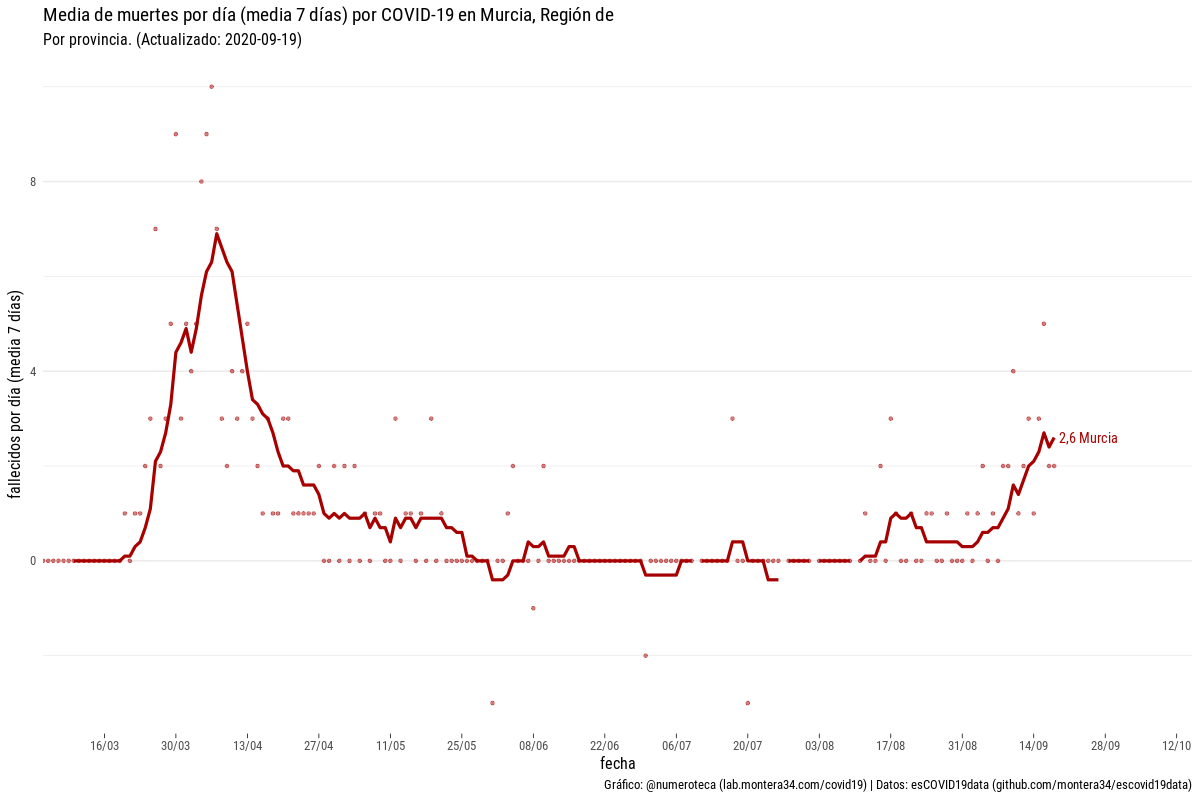 Media de muertes por día (media 7 días) por COVID-19 en Murcia, Región de
Por provincia. (Actualizado: 2020-09-19)
fallecidos por día (media 7 días)
8
4
0
2,6 Murcia
16/03 30/03 13/04 27/04 11/05 25/05 08/06 22/06 06/07 20/07 03/08 17/08 31/08 14/09 28/09 12/10
fecha
Gráfico: @numeroteca (lab.montera34.com/covid19) | Datos: esCOVID19data (github.com/montera34/escovid19data)